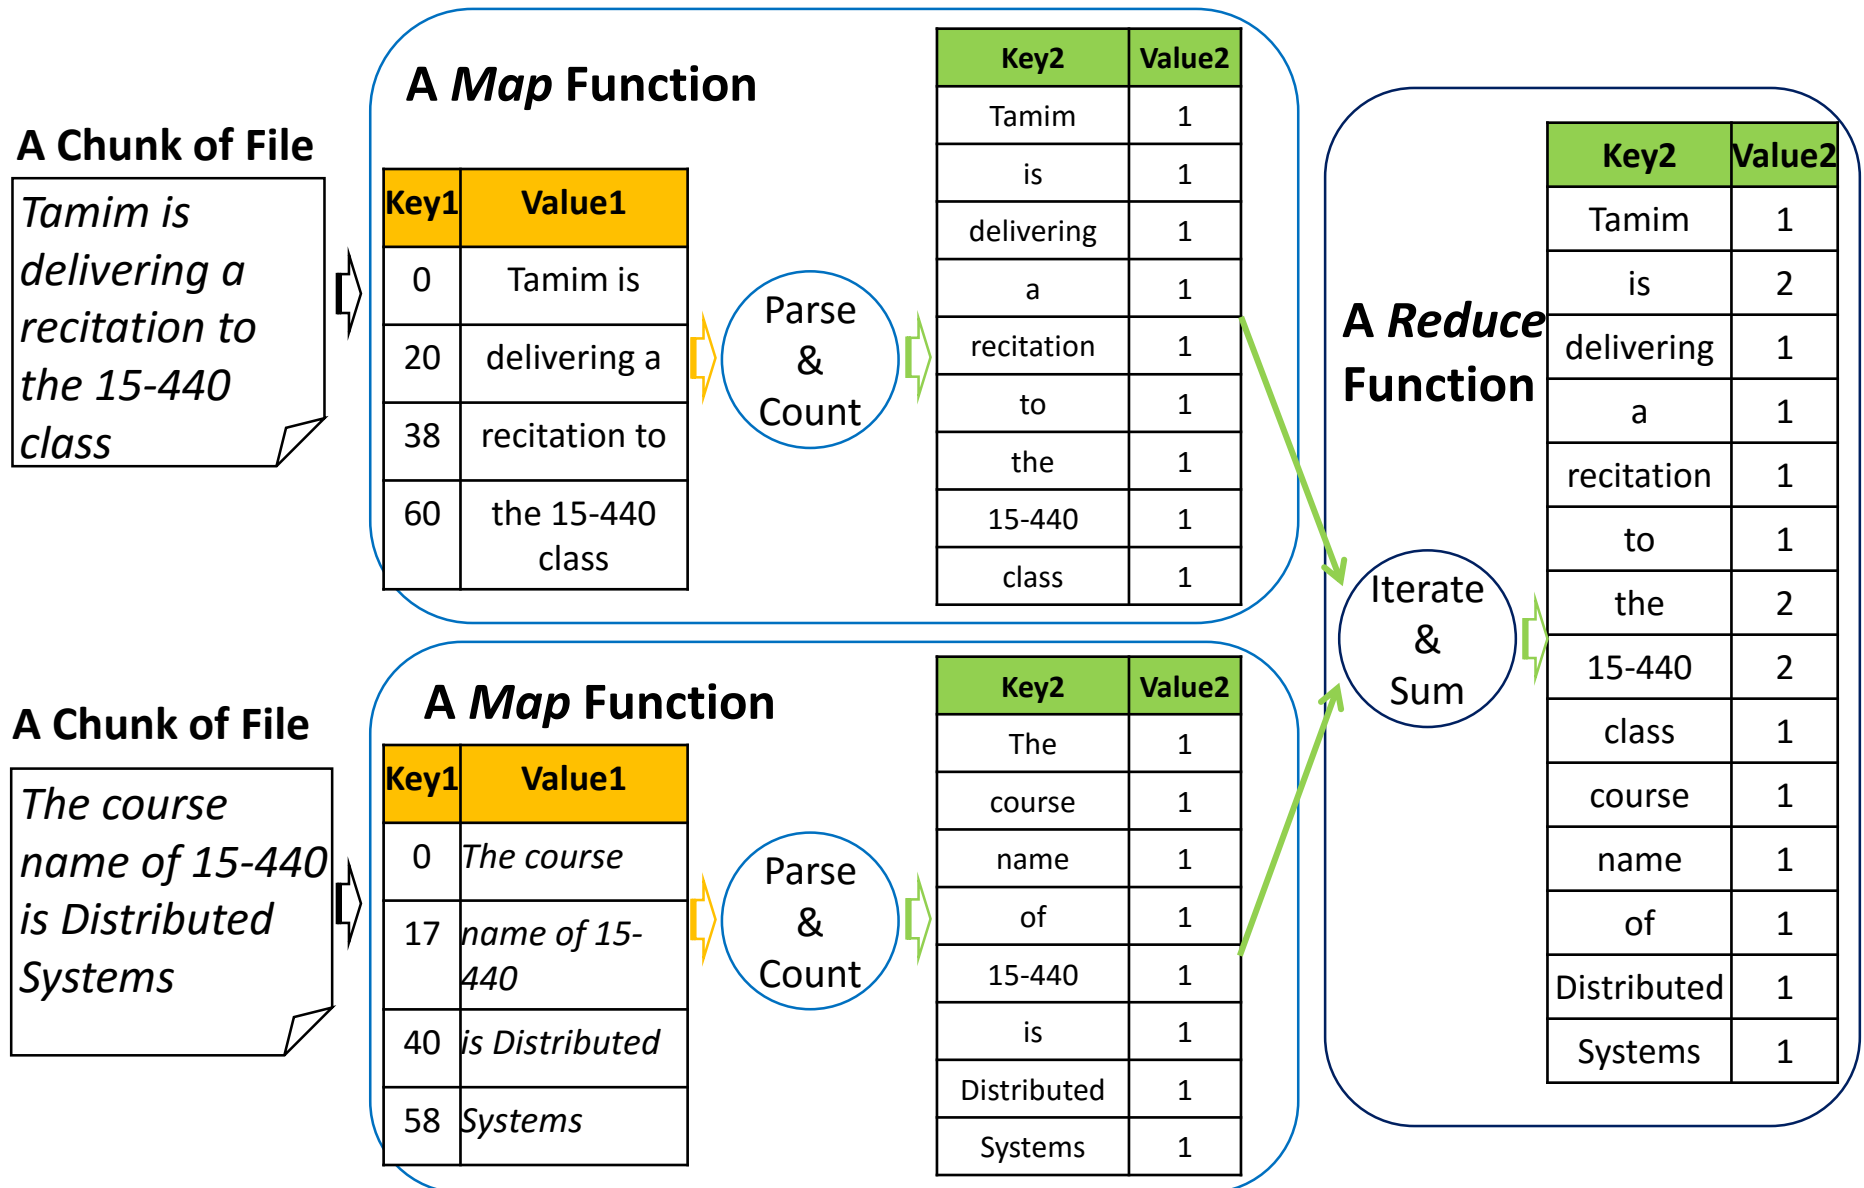 A Chunk of File
Tamim is
delivering a
recitation to
the 15-440
class
A Map Function
Key1 Value1
0 Tamim is
20 delivering a
38 recitation to
60 the 15-440
class
Parse
&
Count
Key2 Value2
Tamim 1
is 1
delivering 1
a 1
recitation 1
to 1
the 1
15-440 1
class 1
A Chunk of File
The course
name of 15-440
is Distributed
Systems
A Map Function
Key1 Value1
0 The course
17 name of 15-
440
40 is Distributed
58 Systems
Parse
&
Count
Key2 Value2
The 1
course 1
name 1
of 1
15-440 1
is 1
Distributed 1
Systems 1
A Reduce
Function
Iterate
&
Sum
Key2 Value2
Tamim 1
is 2
delivering 1
a 1
recitation 1
to 1
the 2
15-440 2
class 1
course 1
name 1
of 1
Distributed 1
Systems 1